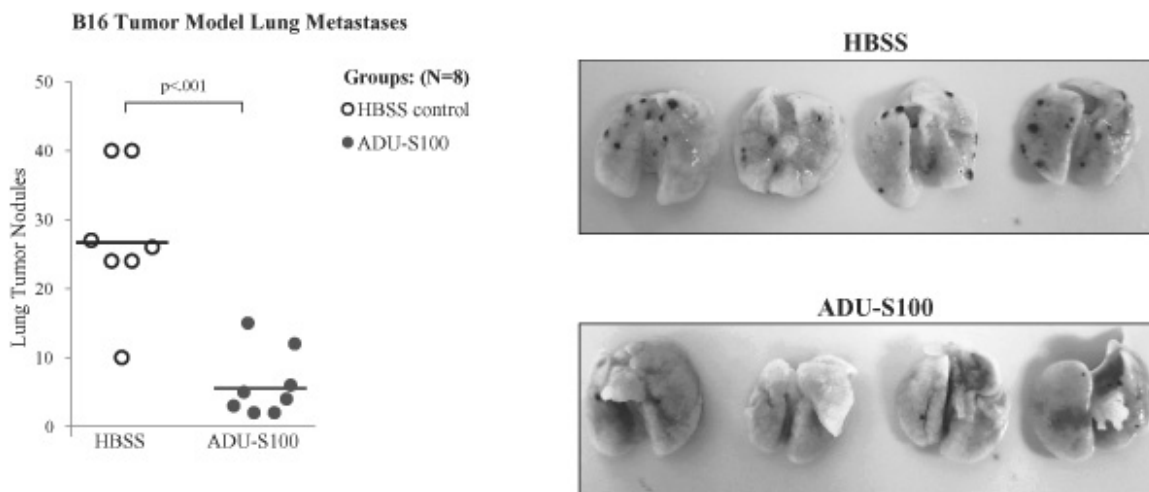 B16 Tumor Model Lung Metastases
Groups: (N=8)
HBSS control
ADU-S100
p<.001
Lung Tumor Nodules
50
40
30
20
10
0
HBSS
ADU-S100
HBSS
ADU-S100